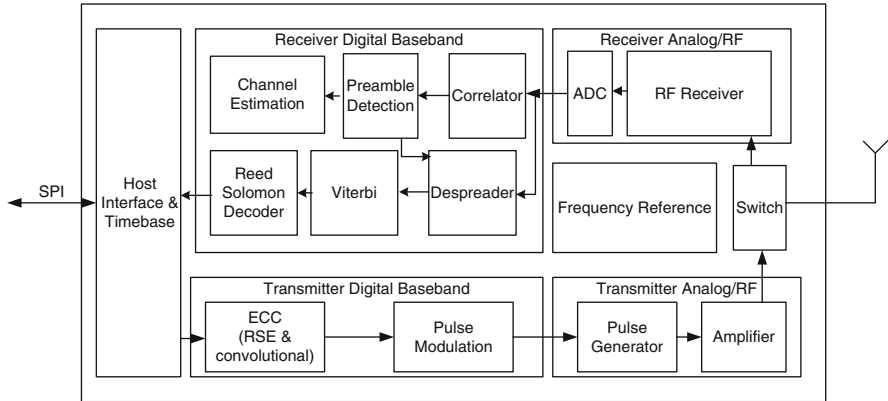 Receiver Digital Baseband
Receiver Analog/RF
Channel
Estimation
Preamble
Detection
Correlator
ADC
RF Receiver
SPI
Host
Interface &
Timebase
Reed
Solomon
Decoder
Viterbi
Despreader
Frequency Reference
Switch
Transmitter Digital Baseband
Transmitter Analog/RF
ECC
(RSE &
convolutional)
Pulse
Modulation
Pulse
Generator
Amplifier